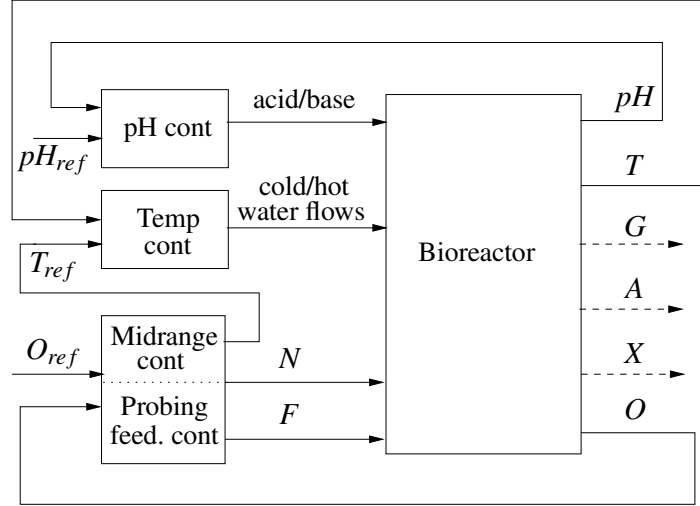 acid/base
pH
pH cont
pH_ref
T
cold/hot
water flows
Temp
cont
G
Bioreactor
T_ref
A
Midrange
cont
O_ref
N
X
Probing
feed. cont
F
O